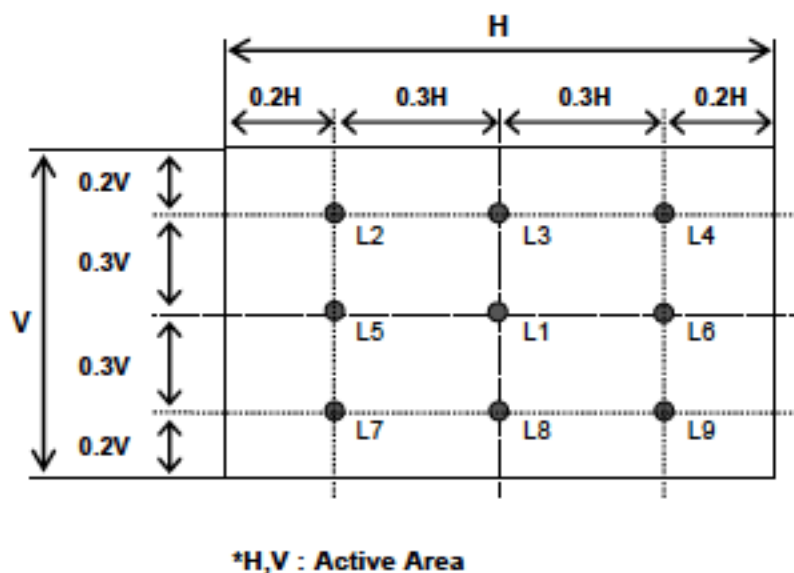 H
0.2H 0.3H 0.3H 0.2H
0.2V
L2 L3 L4
0.3V
V
L5 L1 L6
0.3V
L7 L8 L9
0.2V
*H,V : Active Area